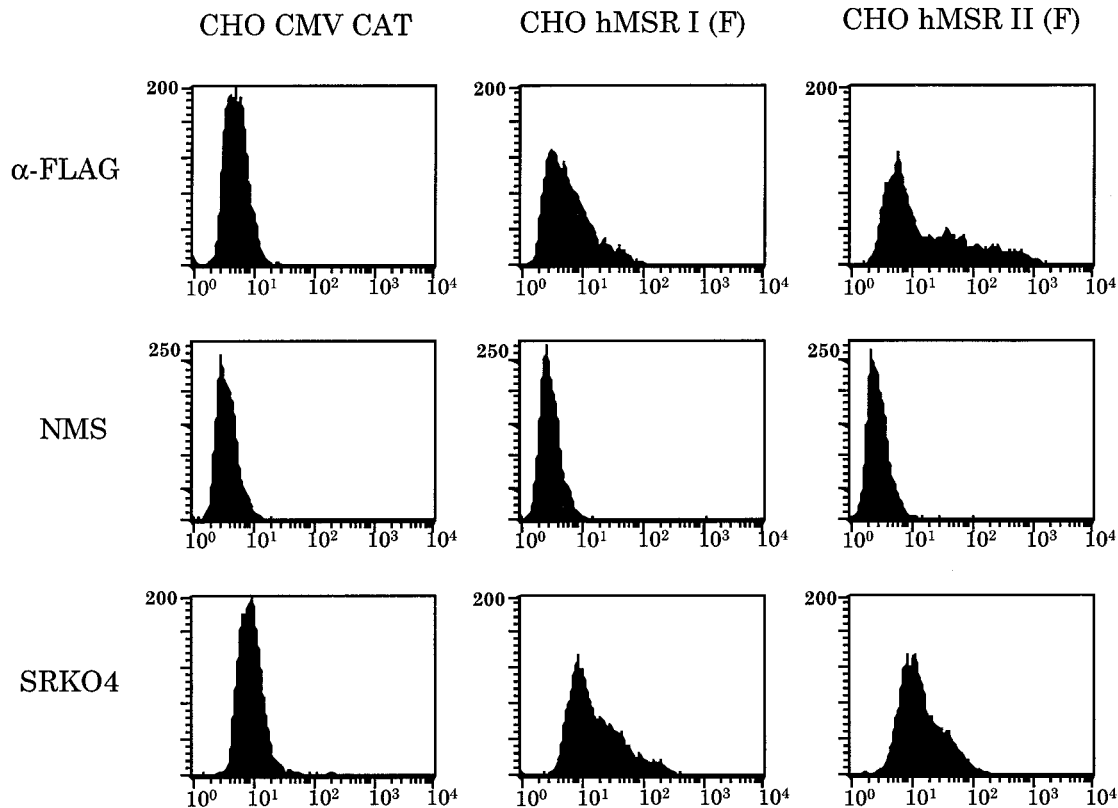 CHO CMV CAT CHO hMSR I (F) CHO hMSR II (F)
α-FLAG
200 200 200
10⁰ 10¹ 10² 10³ 10⁴ 10⁰ 10¹ 10² 10³ 10⁴ 10⁰ 10¹ 10² 10³ 10⁴
NMS
250 250 250
10⁰ 10¹ 10² 10³ 10⁴ 10⁰ 10¹ 10² 10³ 10⁴ 10⁰ 10¹ 10² 10³ 10⁴
SRKO4
200 200 200
10⁰ 10¹ 10² 10³ 10⁴ 10⁰ 10¹ 10² 10³ 10⁴ 10⁰ 10¹ 10² 10³ 10⁴